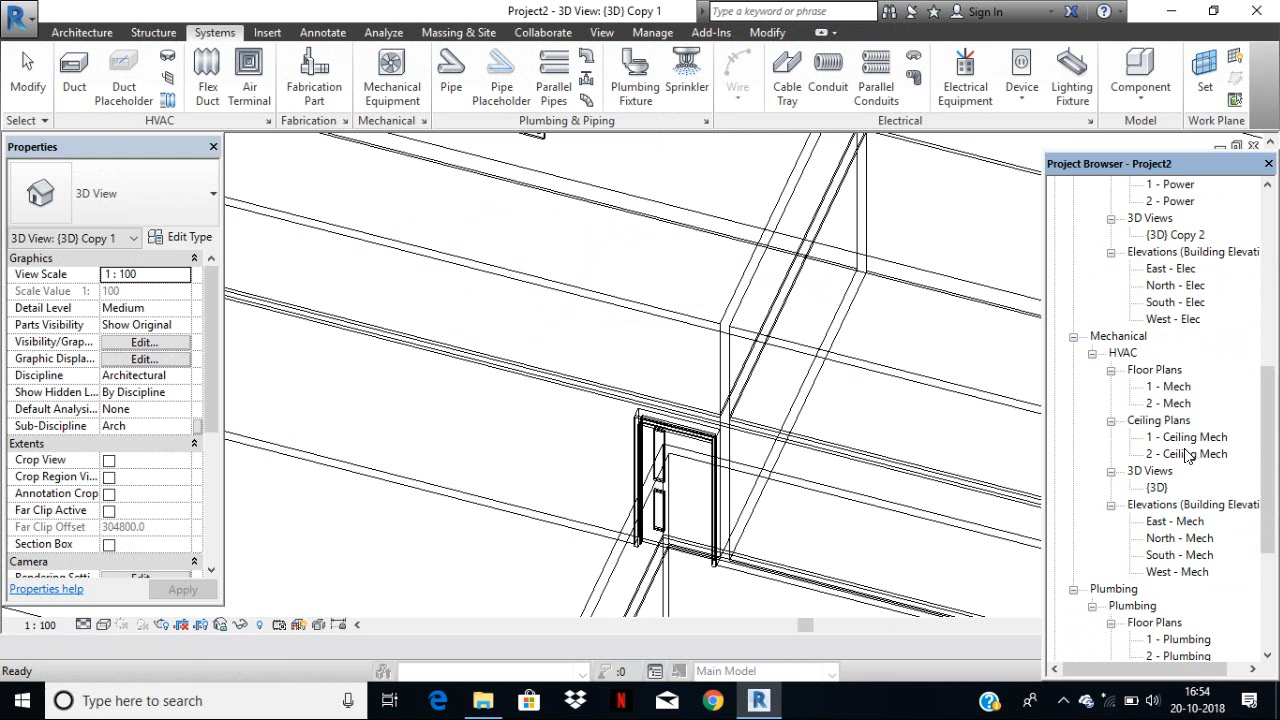 Project2 - 3D View: {3D} Copy 1
Type a keyword or phrase
Sign In
Architecture Structure Systems Insert Annotate Analyze Massing & Site Collaborate View Manage Add-Ins Modify
Modify
Duct
Duct Placeholder
Flex Duct
Air Terminal
Fabrication Part
Mechanical Equipment
Pipe
Pipe Placeholder
Parallel Pipes
Plumbing Fixture
Sprinkler
Wire
Cable Tray
Conduit
Parallel Conduits
Electrical Equipment
Device
Lighting Fixture
Component
Set
Select HVAC Fabrication Mechanical Plumbing & Piping Electrical Model Work Plane
Properties
3D View
3D View: {3D} Copy 1 Edit Type
Graphics
View Scale 1 : 100
Scale Value 1: 100
Detail Level Medium
Parts Visibility Show Original
Visibility/Grap... Edit...
Graphic Displa... Edit...
Discipline Architectural
Show Hidden L... By Discipline
Default Analysi... None
Sub-Discipline Arch
Extents
Crop View
Crop Region Vi...
Annotation Crop
Far Clip Active
Far Clip Offset 304800.0
Section Box
Camera
Rendering Setti... Edit...
Properties help Apply
Project Browser - Project2
1 - Power
2 - Power
3D Views
{3D} Copy 2
Elevations (Building Elevati
East - Elec
North - Elec
South - Elec
West - Elec
Mechanical
HVAC
Floor Plans
1 - Mech
2 - Mech
Ceiling Plans
1 - Ceiling Mech
2 - Ceiling Mech
3D Views
{3D}
Elevations (Building Elevati
East - Mech
North - Mech
South - Mech
West - Mech
Plumbing
Plumbing
Floor Plans
1 - Plumbing
2 - Plumbing
1 : 100
Ready
:0
Main Model
Type here to search
16:54
20-10-2018